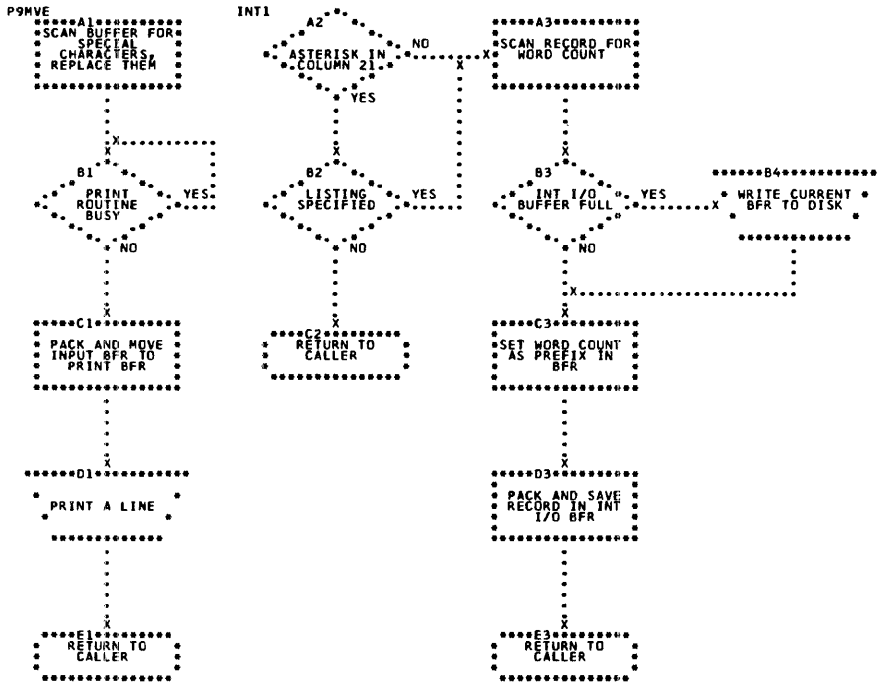 P9MVE
A1
SCAN BUFFER FOR
SPECIAL
CHARACTERS,
REPLACE THEM
X
X
B1
PRINT
ROUTINE
BUSY
YES
NO
X
C1
PACK AND MOVE
INPUT BFR TO
PRINT BFR
X
D1
PRINT A LINE
X
E1
RETURN TO
CALLER
INT1
A2
ASTERISK IN
COLUMN 21
NO
X
X
YES
X
B2
LISTING
SPECIFIED
YES
NO
X
C2
RETURN TO
CALLER
A3
SCAN RECORD FOR
WORD COUNT
X
B3
INT I/O
BUFFER FULL
YES
X
NO
B4
WRITE CURRENT
BFR TO DISK
X
X
C3
SET WORD COUNT
AS PREFIX IN
BFR
X
D3
PACK AND SAVE
RECORD IN INT
I/O BFR
X
E3
RETURN TO
CALLER